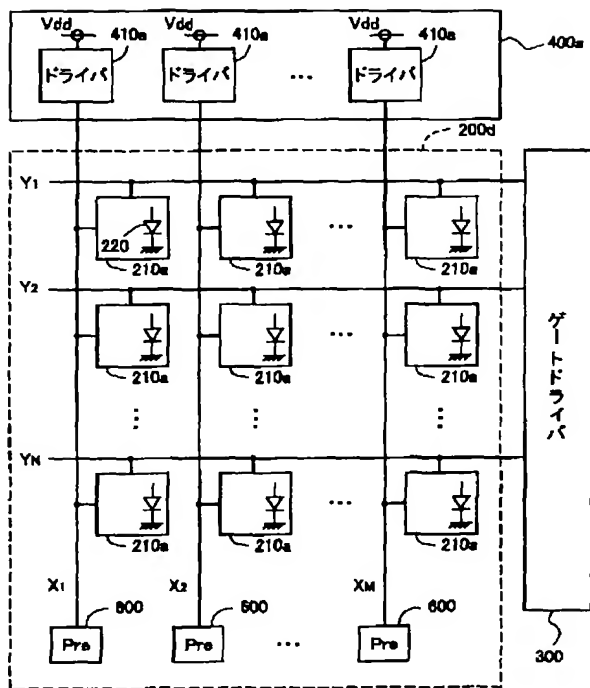 Vdd Vdd Vdd
410a 410a 410a
ドライバ ドライバ … ドライバ
400a
200d
Y1
220
210a 210a … 210a
Y2
210a 210a … 210a
ゲートドライバ
YN
210a 210a … 210a
X1 X2 XM
600 600 600
Pre Pre … Pre
300